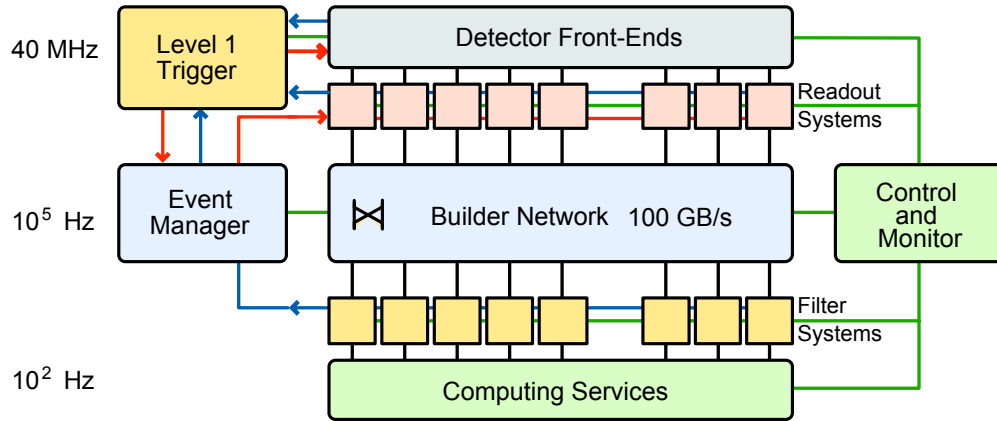 40 MHz
Level 1
Trigger
Detector Front-Ends
Readout
Systems
10⁵ Hz
Event
Manager
Builder Network 100 GB/s
Control
and
Monitor
Filter
Systems
10² Hz
Computing Services